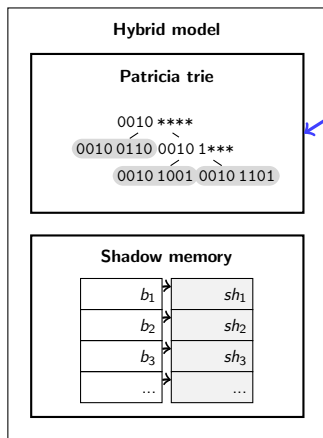 Hybrid model
Patricia trie
0010 ****
0010 0110 0010 1***
0010 1001 0010 1101
Shadow memory
b1 sh1
b2 sh2
b3 sh3
... ...